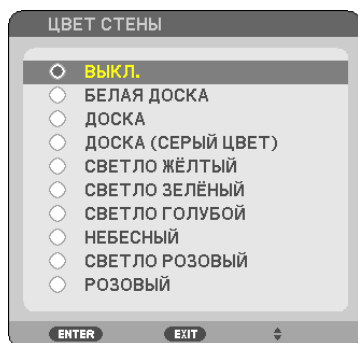 ЦВЕТ СТЕНЫ
ВЫКЛ.
БЕЛАЯ ДОСКА
ДОСКА
ДОСКА (СЕРЫЙ ЦВЕТ)
СВЕТЛО ЖЁЛТЫЙ
СВЕТЛО ЗЕЛЁНЫЙ
СВЕТЛО ГОЛУБОЙ
НЕБЕСНЫЙ
СВЕТЛО РОЗОВЫЙ
РОЗОВЫЙ
ENTER EXIT